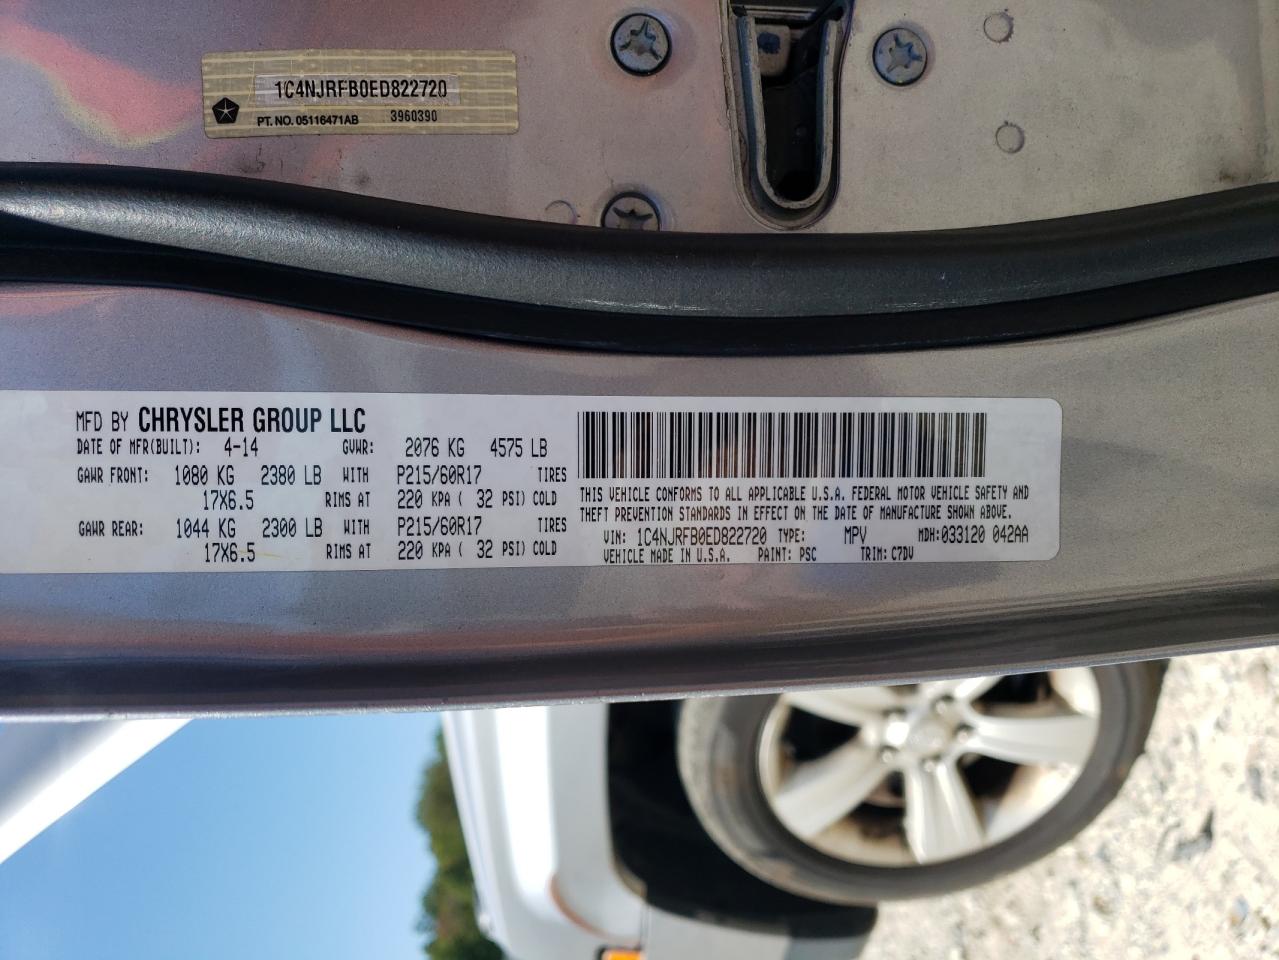 1C4NJRFB0ED822720
PT. NO. 05116471AB 3960390
MFD BY CHRYSLER GROUP LLC
DATE OF MFR(BUILT): 4-14 GVWR: 2076 KG 4575 LB
GAWR FRONT: 1080 KG 2380 LB WITH P215/60R17 TIRES
17X6.5 RIMS AT 220 KPA ( 32 PSI) COLD
GAWR REAR: 1044 KG 2300 LB WITH P215/60R17 TIRES
17X6.5 RIMS AT 220 KPA ( 32 PSI) COLD
THIS VEHICLE CONFORMS TO ALL APPLICABLE U.S.A. FEDERAL MOTOR VEHICLE SAFETY AND
THEFT PREVENTION STANDARDS IN EFFECT ON THE DATE OF MANUFACTURE SHOWN ABOVE.
VIN: 1C4NJRFB0ED822720 TYPE: MPV MDH:033120 042AA
VEHICLE MADE IN U.S.A. PAINT: PSC TRIM: C7DV